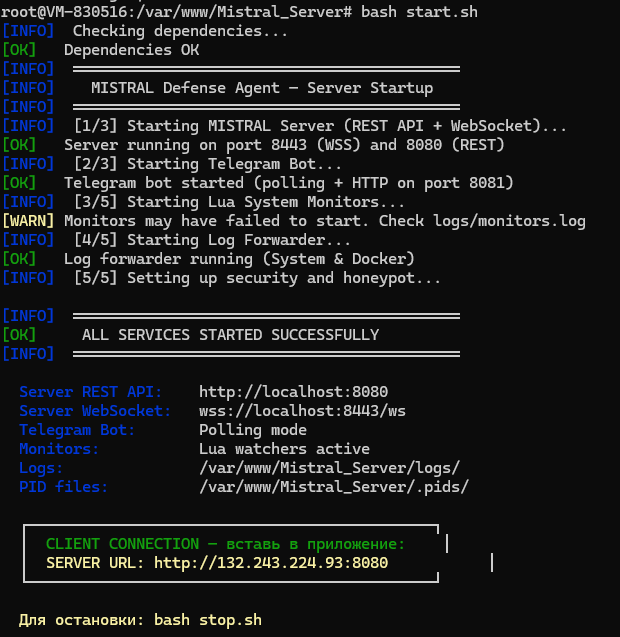 root@VM-830516:/var/www/Mistral_Server# bash start.sh
[INFO] Checking dependencies...
[OK] Dependencies OK
[INFO] ═══════════════════════════════════════════
[INFO] MISTRAL Defense Agent — Server Startup
[INFO] ═══════════════════════════════════════════
[INFO] [1/3] Starting MISTRAL Server (REST API + WebSocket)...
[OK] Server running on port 8443 (WSS) and 8080 (REST)
[INFO] [2/3] Starting Telegram Bot...
[OK] Telegram bot started (polling + HTTP on port 8081)
[INFO] [3/5] Starting Lua System Monitors...
[WARN] Monitors may have failed to start. Check logs/monitors.log
[INFO] [4/5] Starting Log Forwarder...
[OK] Log forwarder running (System & Docker)
[INFO] [5/5] Setting up security and honeypot...
[INFO] ═══════════════════════════════════════════
[OK] ALL SERVICES STARTED SUCCESSFULLY
[INFO] ═══════════════════════════════════════════
Server REST API: http://localhost:8080
Server WebSocket: wss://localhost:8443/ws
Telegram Bot: Polling mode
Monitors: Lua watchers active
Logs: /var/www/Mistral_Server/logs/
PID files: /var/www/Mistral_Server/.pids/
CLIENT CONNECTION — вставь в приложение:
SERVER URL: http://132.243.224.93:8080
Для остановки: bash stop.sh